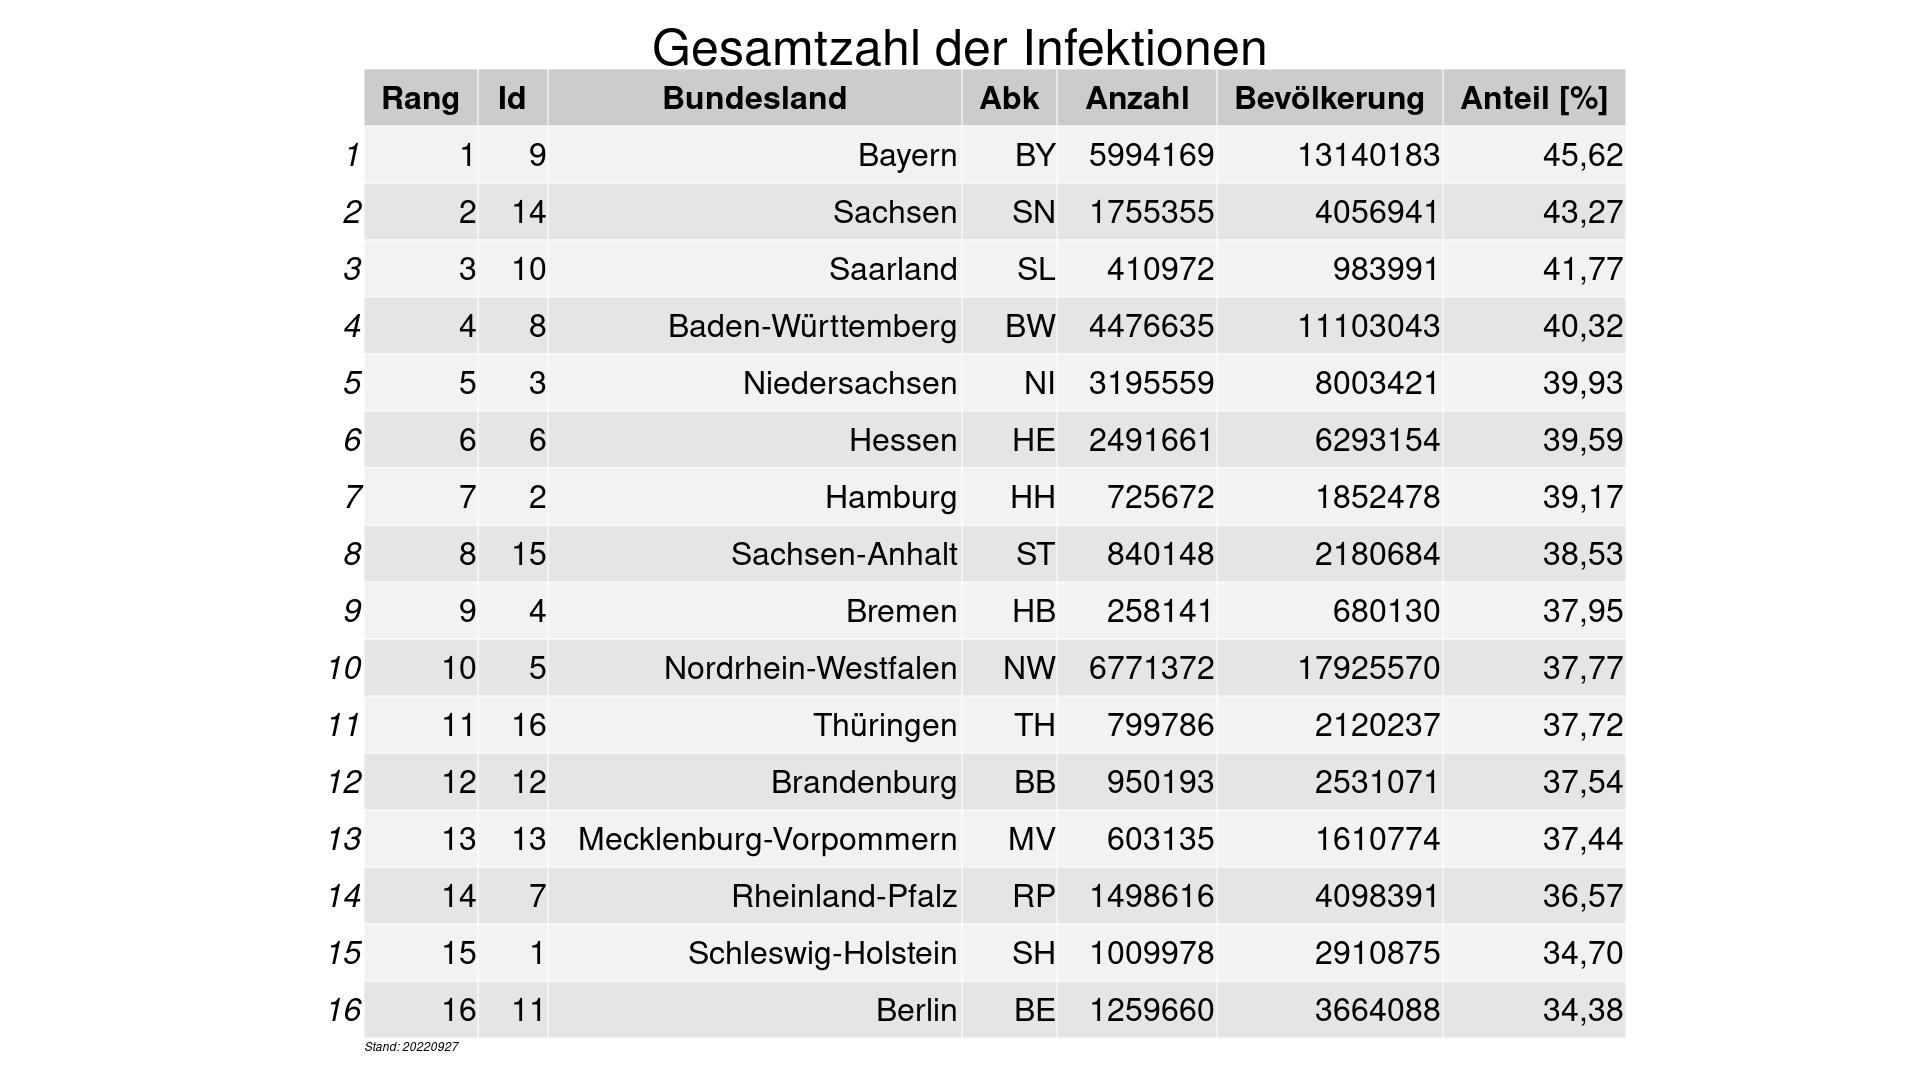 Gesamtzahl der Infektionen
Rang Id Bundesland Abk Anzahl Bevölkerung Anteil [%]
1 1 9 Bayern BY 5994169 13140183 45,62
2 2 14 Sachsen SN 1755355 4056941 43,27
3 3 10 Saarland SL 410972 983991 41,77
4 4 8 Baden-Württemberg BW 4476635 11103043 40,32
5 5 3 Niedersachsen NI 3195559 8003421 39,93
6 6 6 Hessen HE 2491661 6293154 39,59
7 7 2 Hamburg HH 725672 1852478 39,17
8 8 15 Sachsen-Anhalt ST 840148 2180684 38,53
9 9 4 Bremen HB 258141 680130 37,95
10 10 5 Nordrhein-Westfalen NW 6771372 17925570 37,77
11 11 16 Thüringen TH 799786 2120237 37,72
12 12 12 Brandenburg BB 950193 2531071 37,54
13 13 13 Mecklenburg-Vorpommern MV 603135 1610774 37,44
14 14 7 Rheinland-Pfalz RP 1498616 4098391 36,57
15 15 1 Schleswig-Holstein SH 1009978 2910875 34,70
16 16 11 Berlin BE 1259660 3664088 34,38
Stand: 20220927